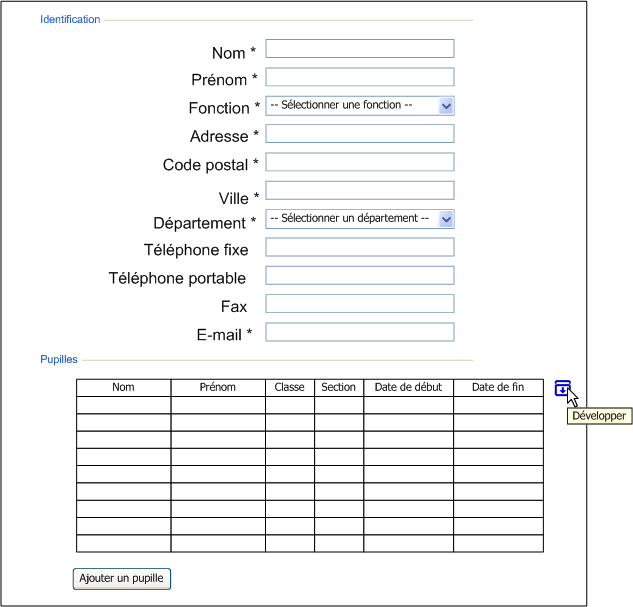 Identification
Nom *
Prénom *
Fonction * -- Sélectionner une fonction --
Adresse *
Code postal *
Ville *
Département * -- Sélectionner un département --
Téléphone fixe
Téléphone portable
Fax
E-mail *
Pupilles
Nom Prénom Classe Section Date de début Date de fin
Développer
Ajouter un pupille